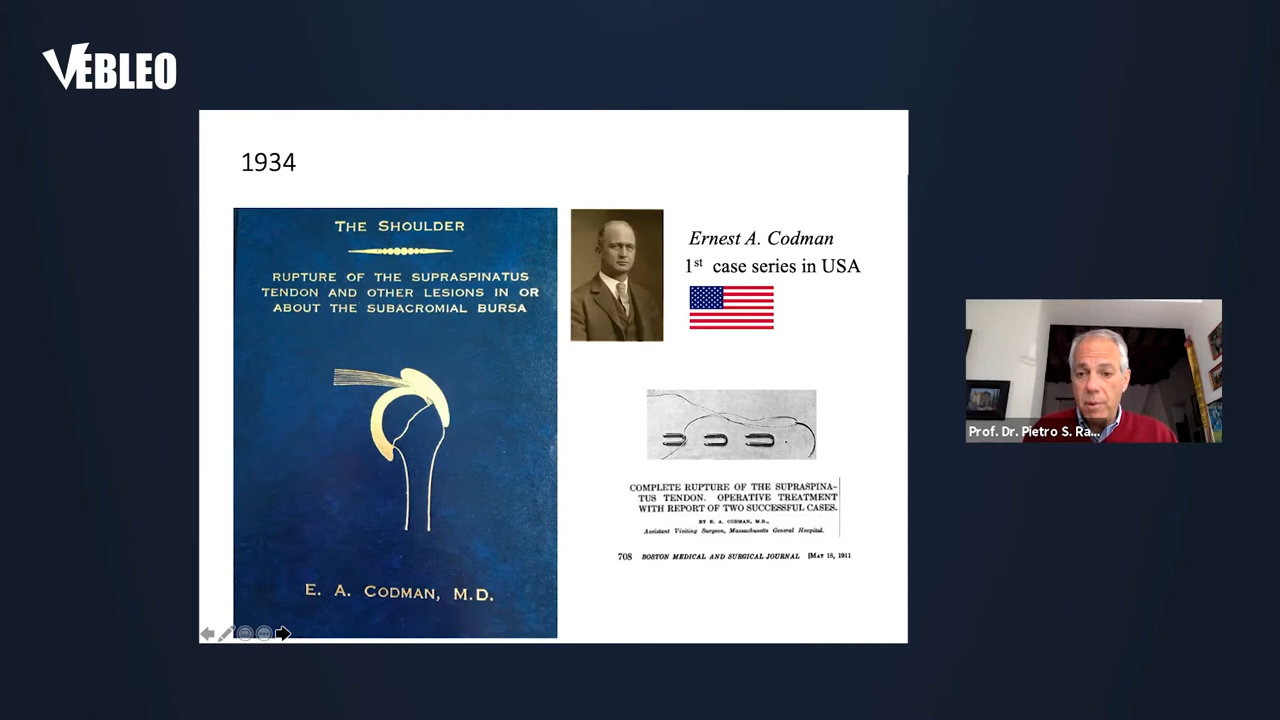 VEBLEO
1934
THE SHOULDER
RUPTURE OF THE SUPRASPINATUS
TENDON AND OTHER LESIONS IN OR
ABOUT THE SUBACROMIAL BURSA
E. A. CODMAN, M.D.
Ernest A. Codman
1st case series in USA
COMPLETE RUPTURE OF THE SUPRASPINA-
TUS TENDON. OPERATIVE TREATMENT
WITH REPORT OF TWO SUCCESSFUL CASES.
BY E. A. CODMAN, M.D.,
Assistant Visiting Surgeon, Massachusetts General Hospital.
708 BOSTON MEDICAL AND SURGICAL JOURNAL [MAY 18, 1911
Prof. Dr. Pietro S. Ra...